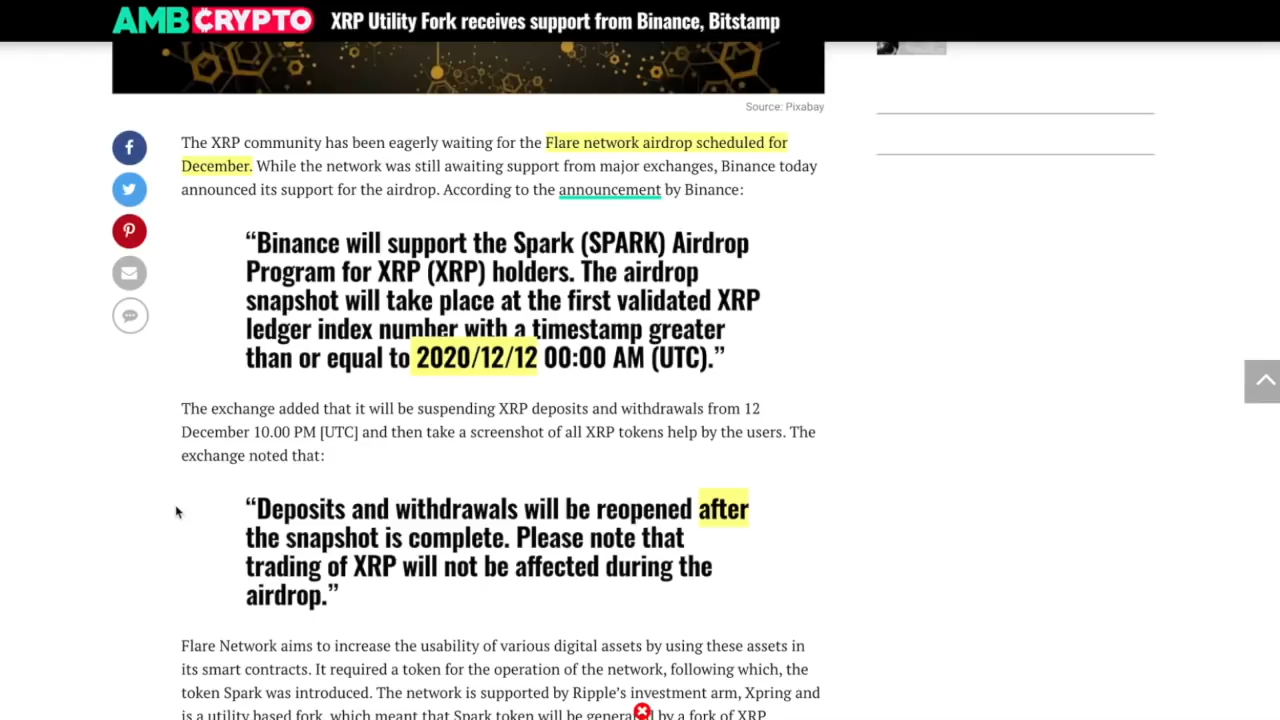 AMBCRYPTO XRP Utility Fork receives support from Binance, Bitstamp
Source: Pixabay
The XRP community has been eagerly waiting for the Flare network airdrop scheduled for
December. While the network was still awaiting support from major exchanges, Binance today
announced its support for the airdrop. According to the announcement by Binance:
“Binance will support the Spark (SPARK) Airdrop
Program for XRP (XRP) holders. The airdrop
snapshot will take place at the first validated XRP
ledger index number with a timestamp greater
than or equal to 2020/12/12 00:00 AM (UTC).”
The exchange added that it will be suspending XRP deposits and withdrawals from 12
December 10.00 PM [UTC] and then take a screenshot of all XRP tokens help by the users. The
exchange noted that:
“Deposits and withdrawals will be reopened after
the snapshot is complete. Please note that
trading of XRP will not be affected during the
airdrop.”
Flare Network aims to increase the usability of various digital assets by using these assets in
its smart contracts. It required a token for the operation of the network, following which, the
token Spark was introduced. The network is supported by Ripple’s investment arm, Xpring and
is a utility based fork, which meant that Spark token will be generated by a fork of XRP